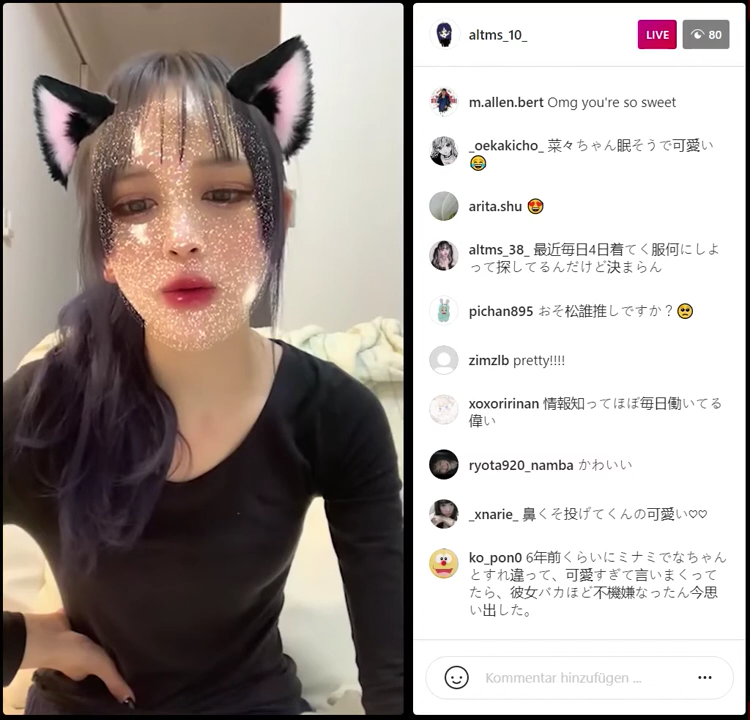 altms_10_
LIVE
80
m.allen.bert Omg you're so sweet
_oekakicho_ 菜々ちゃん眠そうで可愛い
😂
arita.shu 😍
altms_38_ 最近毎日4日着てく服何にしよ
って探してるんだけど決まらん
pichan895 おそ松誰推しですか？🥺
zimzlb pretty!!!!
xoxoririnan 情報知ってほぼ毎日働いてる
偉い
ryota920_namba かわいい
_xnarie_ 鼻くそ投げてくんの可愛い♡♡
ko_pon0 6年前くらいにミナミでなちゃん
とすれ違って、可愛すぎて言いまくって
たら、彼女バカほど不機嫌なったん今思
い出した。
Kommentar hinzufügen ...